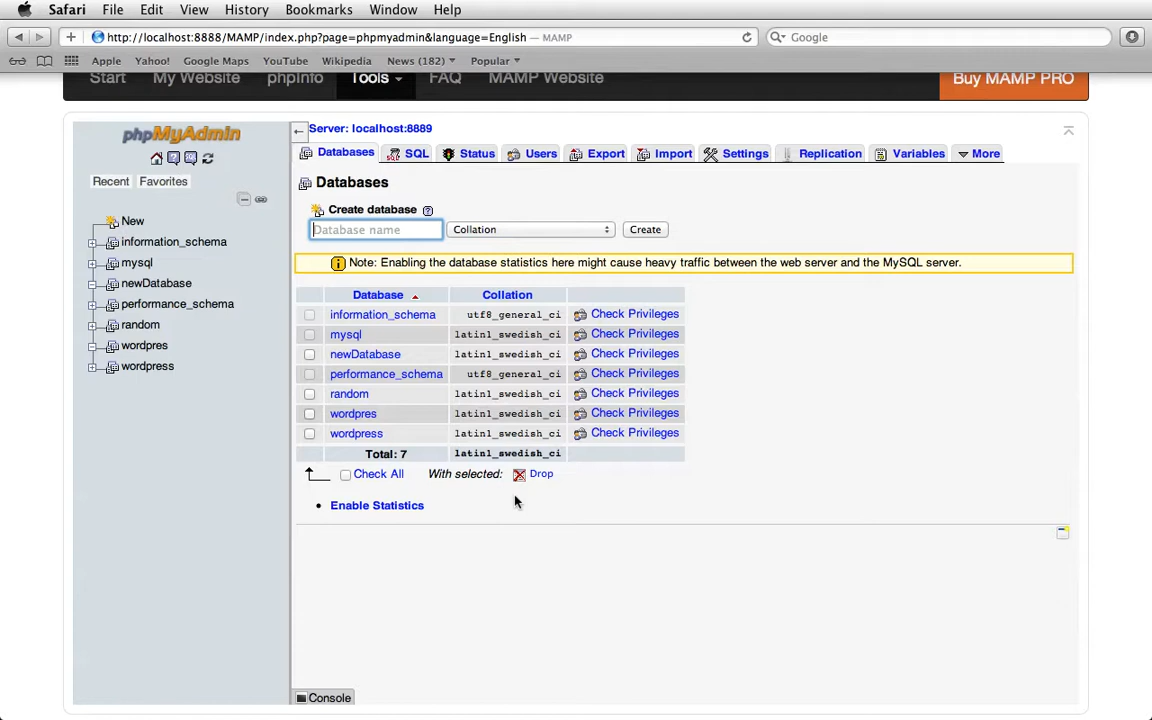 Safari File Edit View History Bookmarks Window Help
http://localhost:8888/MAMP/index.php?page=phpmyadmin&language=English — MAMP
Google
Apple Yahoo! Google Maps YouTube Wikipedia News (182) Popular
Start My Website phpInfo Tools FAQ MAMP Website Buy MAMP PRO
phpMyAdmin
Recent Favorites
New
information_schema
mysql
newDatabase
performance_schema
random
wordpres
wordpress
Server: localhost:8889
Databases SQL Status Users Export Import Settings Replication Variables More
Databases
Create database
Database name Collation Create
Note: Enabling the database statistics here might cause heavy traffic between the web server and the MySQL server.
Database Collation
information_schema utf8_general_ci Check Privileges
mysql latin1_swedish_ci Check Privileges
newDatabase latin1_swedish_ci Check Privileges
performance_schema utf8_general_ci Check Privileges
random latin1_swedish_ci Check Privileges
wordpres latin1_swedish_ci Check Privileges
wordpress latin1_swedish_ci Check Privileges
Total: 7 latin1_swedish_ci
Check All With selected: Drop
• Enable Statistics
Console